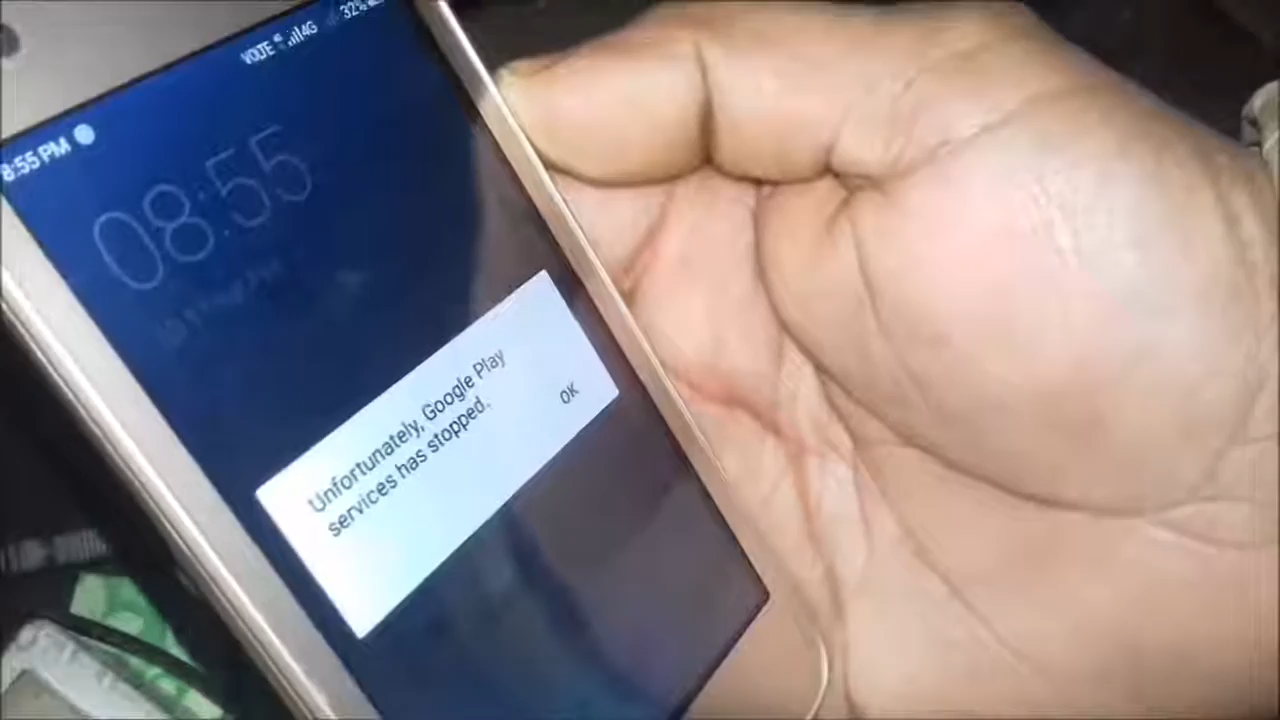 8:55 PM
VOLTE 4G 32%
08:55
Unfortunately, Google Play
services has stopped.
OK